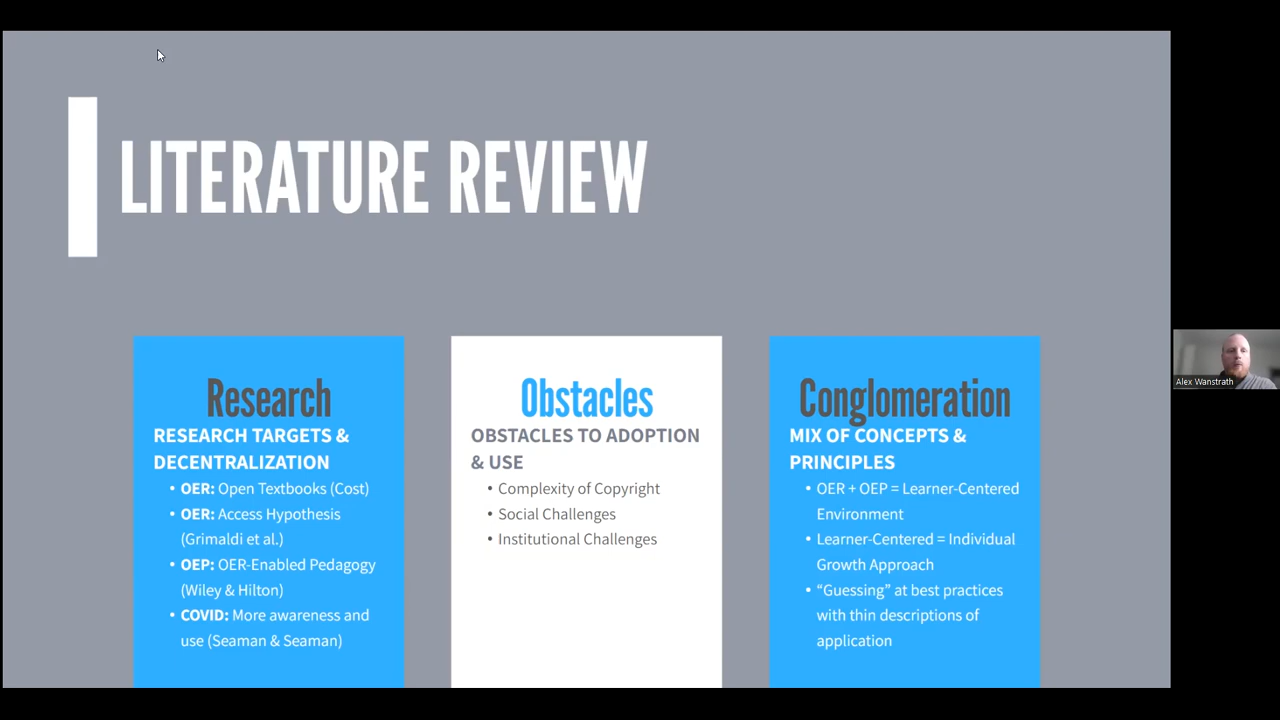 LITERATURE REVIEW
Research
RESEARCH TARGETS &
DECENTRALIZATION
• OER: Open Textbooks (Cost)
• OER: Access Hypothesis
(Grimaldi et al.)
• OEP: OER-Enabled Pedagogy
(Wiley & Hilton)
• COVID: More awareness and
use (Seaman & Seaman)
Obstacles
OBSTACLES TO ADOPTION
& USE
• Complexity of Copyright
• Social Challenges
• Institutional Challenges
Conglomeration
MIX OF CONCEPTS &
PRINCIPLES
• OER + OEP = Learner-Centered
Environment
• Learner-Centered = Individual
Growth Approach
• “Guessing” at best practices
with thin descriptions of
application
Alex Wanstrath